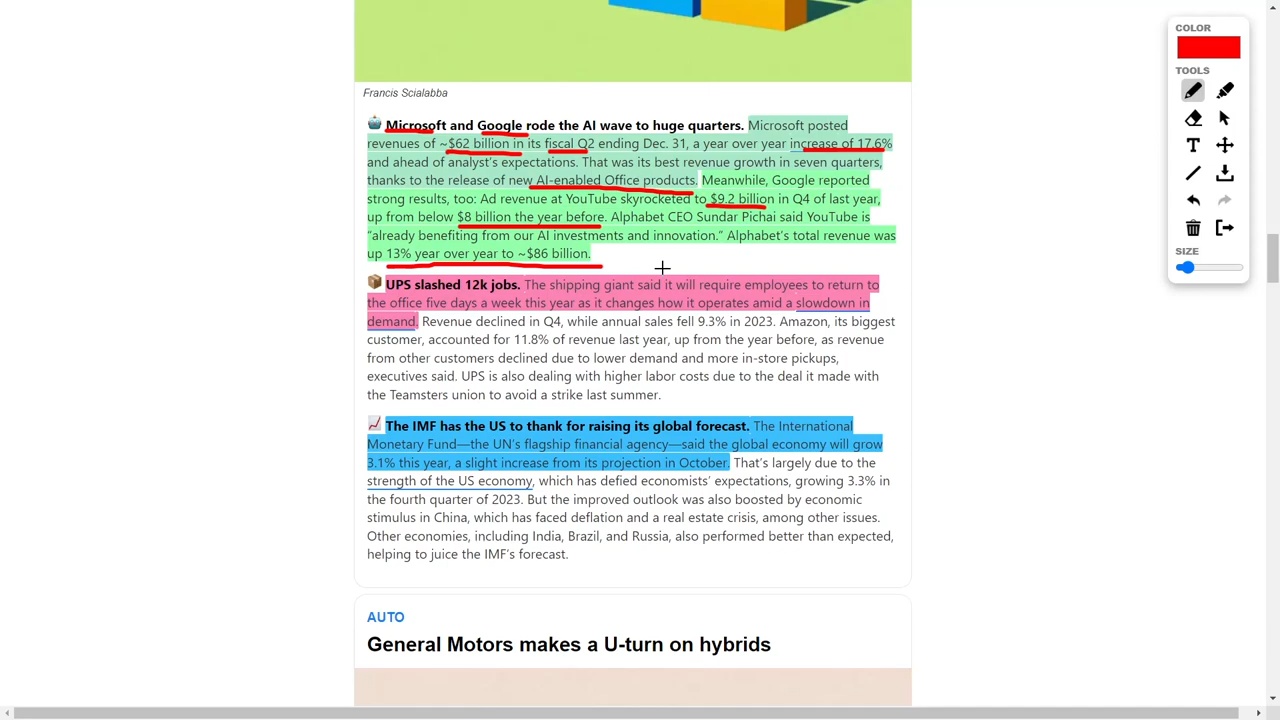 COLOR
TOOLS
SIZE
Francis Scialabba
Microsoft and Google rode the AI wave to huge quarters. Microsoft posted
revenues of ~$62 billion in its fiscal Q2 ending Dec. 31, a year over year increase of 17.6%
and ahead of analyst's expectations. That was its best revenue growth in seven quarters,
thanks to the release of new AI-enabled Office products. Meanwhile, Google reported
strong results, too: Ad revenue at YouTube skyrocketed to $9.2 billion in Q4 of last year,
up from below $8 billion the year before. Alphabet CEO Sundar Pichai said YouTube is
“already benefiting from our AI investments and innovation.” Alphabet's total revenue was
up 13% year over year to ~$86 billion.
UPS slashed 12k jobs. The shipping giant said it will require employees to return to
the office five days a week this year as it changes how it operates amid a slowdown in
demand. Revenue declined in Q4, while annual sales fell 9.3% in 2023. Amazon, its biggest
customer, accounted for 11.8% of revenue last year, up from the year before, as revenue
from other customers declined due to lower demand and more in-store pickups,
executives said. UPS is also dealing with higher labor costs due to the deal it made with
the Teamsters union to avoid a strike last summer.
The IMF has the US to thank for raising its global forecast. The International
Monetary Fund—the UN's flagship financial agency—said the global economy will grow
3.1% this year, a slight increase from its projection in October. That's largely due to the
strength of the US economy, which has defied economists' expectations, growing 3.3% in
the fourth quarter of 2023. But the improved outlook was also boosted by economic
stimulus in China, which has faced deflation and a real estate crisis, among other issues.
Other economies, including India, Brazil, and Russia, also performed better than expected,
helping to juice the IMF's forecast.
AUTO
General Motors makes a U-turn on hybrids